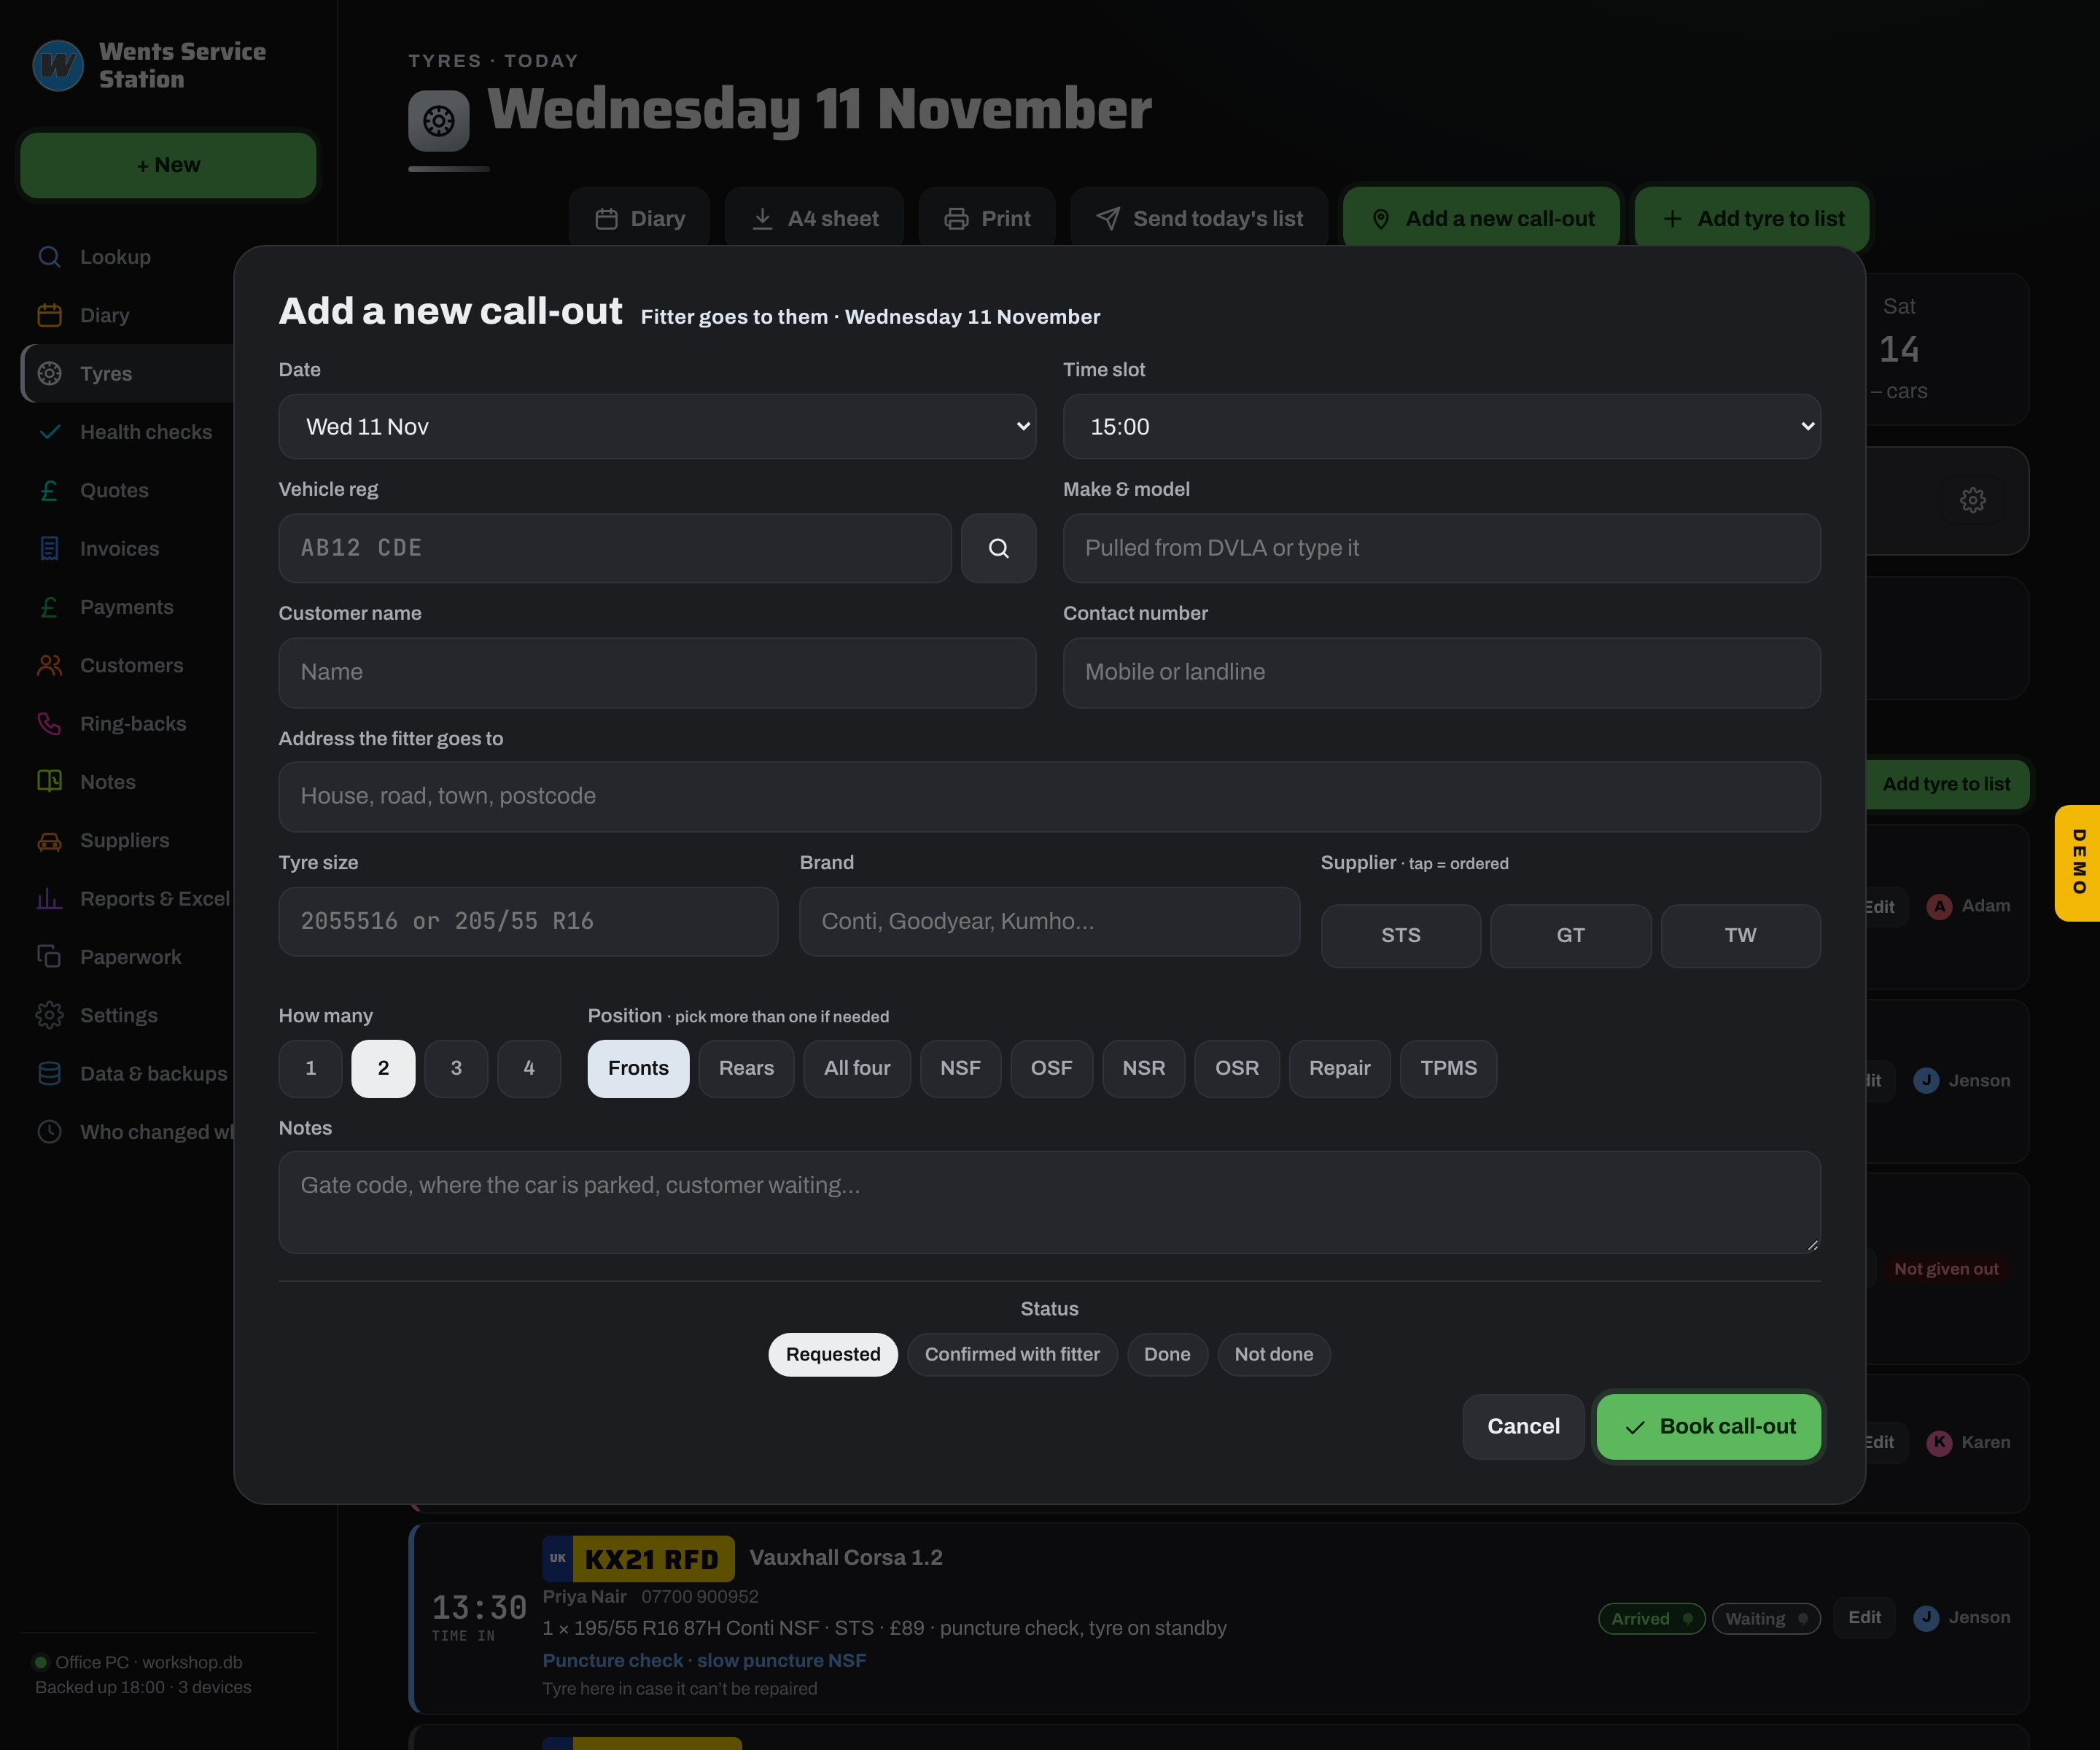 Wents Service
Station
+ New
Lookup
Diary
Tyres
Health checks
Quotes
Invoices
Payments
Customers
Ring-backs
Notes
Suppliers
Reports & Excel
Paperwork
Settings
Data & backups
Who changed
Office PC · workshop.db
Backed up 18:00 · 3 devices
TYRES · TODAY
Wednesday 11 November
Diary
A4 sheet
Print
Send today's list
Add a new call-out
Add tyre to list
Sat
14
– cars
Add tyre to list
Edit
A Adam
J Jenson
Not given out
Edit
K Karen
Add a new call-out Fitter goes to them · Wednesday 11 November
Date
Time slot
Wed 11 Nov
15:00
Vehicle reg
Make & model
AB12 CDE
Pulled from DVLA or type it
Customer name
Contact number
Name
Mobile or landline
Address the fitter goes to
House, road, town, postcode
Tyre size
Brand
Supplier · tap = ordered
2055516 or 205/55 R16
Conti, Goodyear, Kumho...
STS
GT
TW
How many
Position · pick more than one if needed
1
2
3
4
Fronts
Rears
All four
NSF
OSF
NSR
OSR
Repair
TPMS
Notes
Gate code, where the car is parked, customer waiting...
Status
Requested
Confirmed with fitter
Done
Not done
Cancel
Book call-out
13:30
TIME IN
UK KX21 RFD Vauxhall Corsa 1.2
Priya Nair 07700 900952
1 × 195/55 R16 87H Conti NSF · STS · £89 · puncture check, tyre on standby
Puncture check · slow puncture NSF
Tyre here in case it can't be repaired
Arrived
Waiting
Edit
J Jenson
DEMO